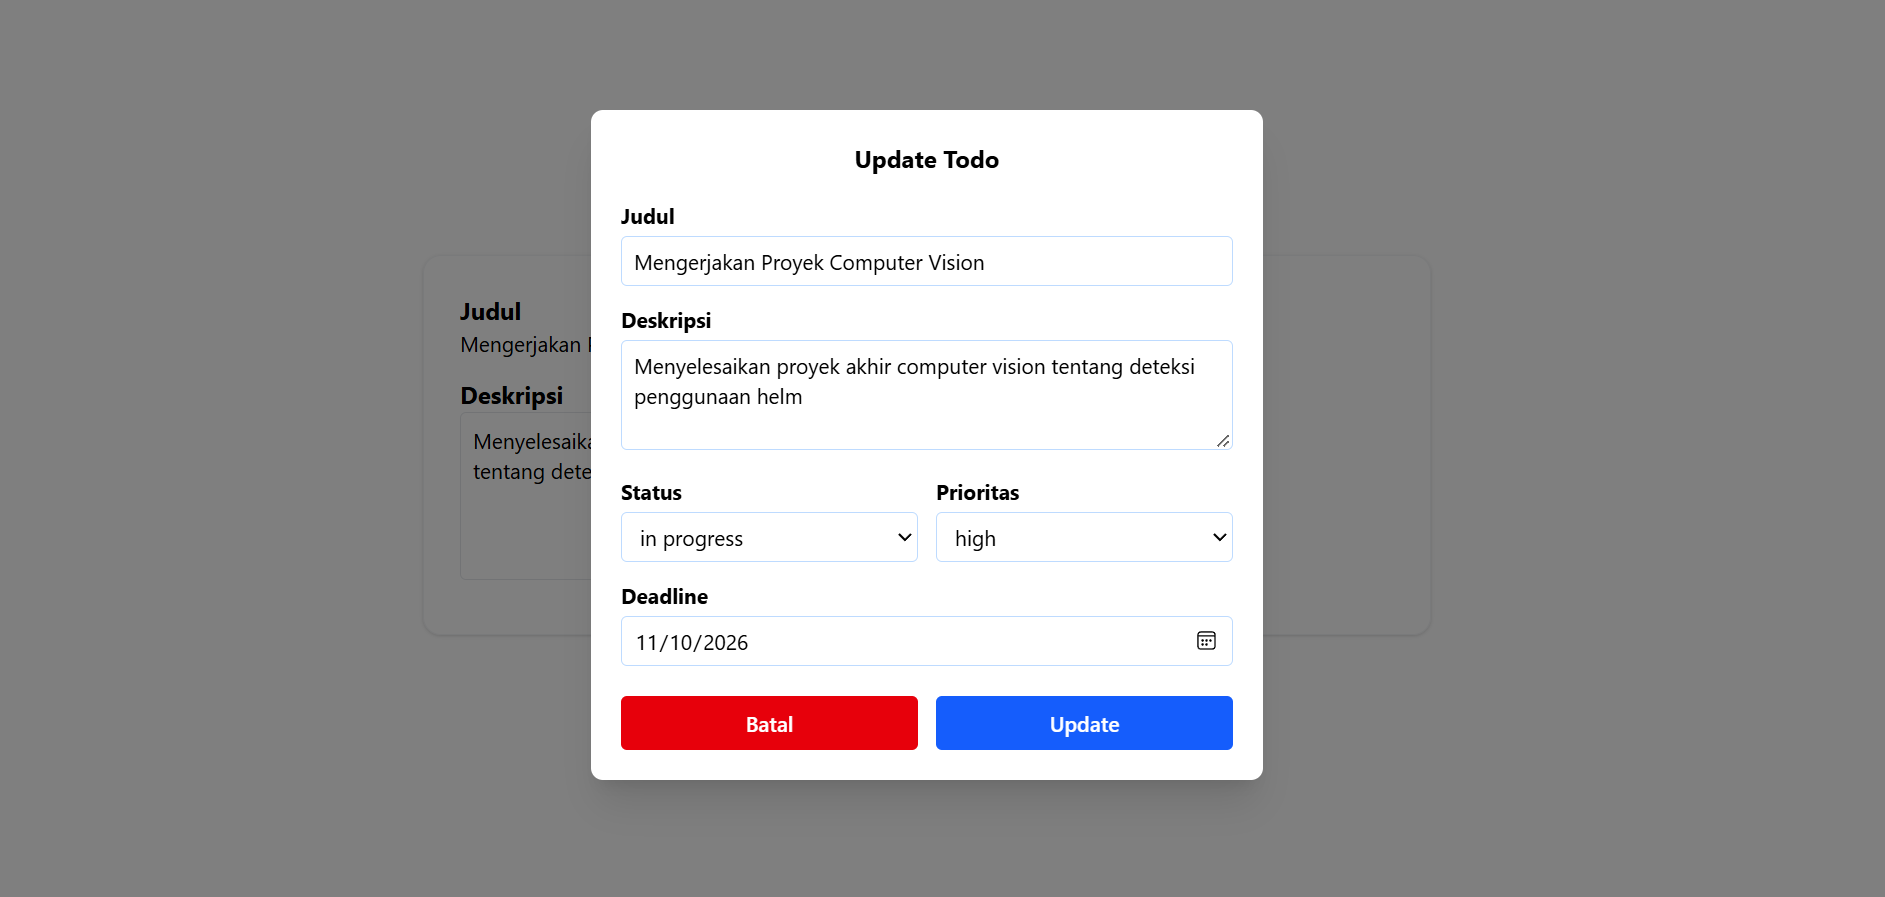 Update Todo
Judul
Mengerjakan Proyek Computer Vision
Deskripsi
Menyelesaikan proyek akhir computer vision tentang deteksi
penggunaan helm
Status
Prioritas
in progress
high
Deadline
11/10/2026
Batal
Update
Judul
Mengerjakan
Deskripsi
tentang